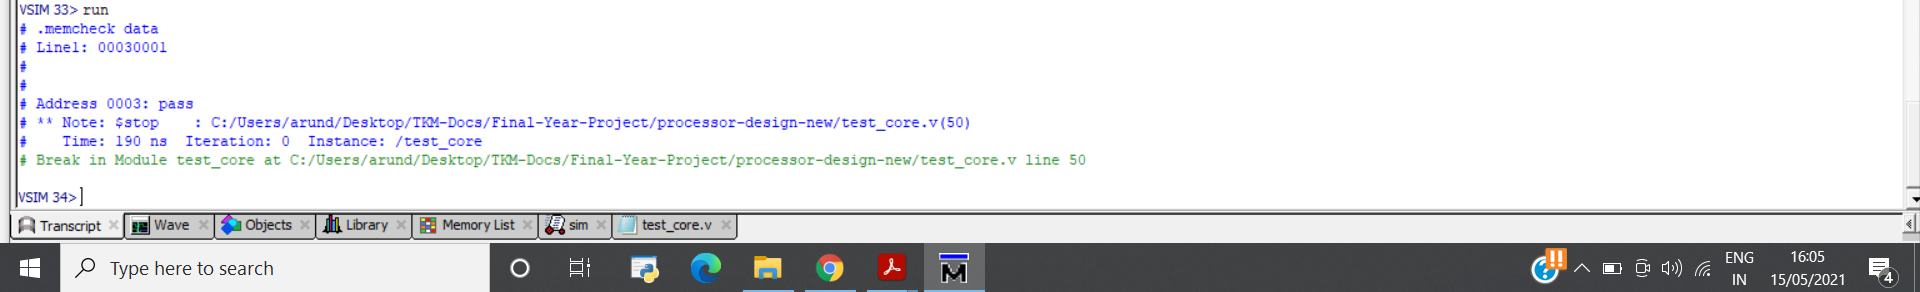 VSIM 33> run
# .memcheck data
# Line1: 00030001
#
#
# Address 0003: pass
# ** Note: $stop    : C:/Users/arund/Desktop/TKM-Docs/Final-Year-Project/processor-design-new/test_core.v(50)
#    Time: 190 ns  Iteration: 0  Instance: /test_core
# Break in Module test_core at C:/Users/arund/Desktop/TKM-Docs/Final-Year-Project/processor-design-new/test_core.v line 50
VSIM 34>
Transcript Wave Objects Library Memory List sim test_core.v
Type here to search
ENG 16:05
IN 15/05/2021 4